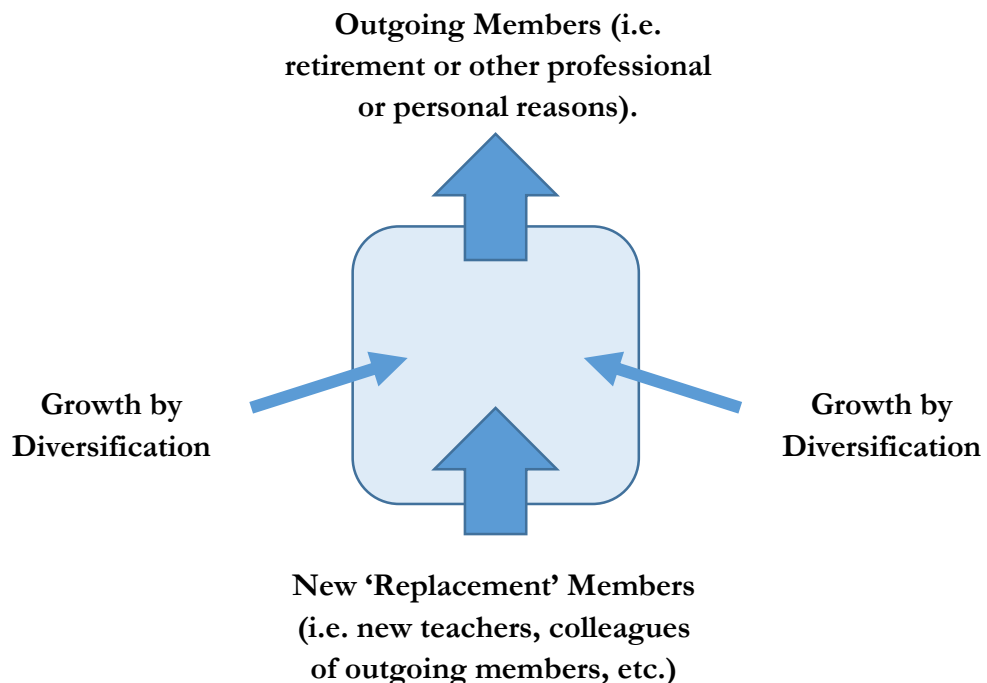 Outgoing Members (i.e.
retirement or other professional
or personal reasons).
Growth by
Diversification
Growth by
Diversification
New ‘Replacement’ Members
(i.e. new teachers, colleagues
of outgoing members, etc.)